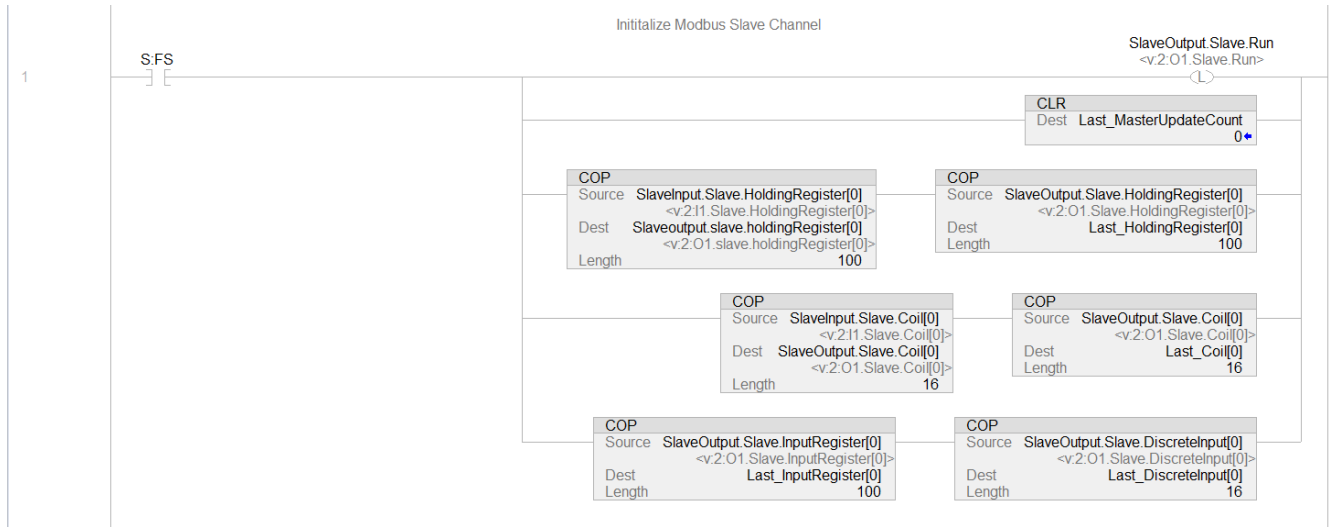 Inititalize Modbus Slave Channel
SlaveOutput.Slave.Run
<v:2:O1.Slave.Run>
1
S:FS
L
CLR
Dest Last_MasterUpdateCount
0
COP
Source SlaveInput.Slave.HoldingRegister[0]
<v:2:I1.Slave.HoldingRegister[0]>
Dest Slaveoutput.slave.holdingRegister[0]
<v:2:O1.slave.holdingRegister[0]>
Length 100
COP
Source SlaveOutput.Slave.HoldingRegister[0]
<v:2:O1.Slave.HoldingRegister[0]>
Dest Last_HoldingRegister[0]
Length 100
COP
Source SlaveInput.Slave.Coil[0]
<v:2:I1.Slave.Coil[0]>
Dest SlaveOutput.Slave.Coil[0]
<v:2:O1.Slave.Coil[0]>
Length 16
COP
Source SlaveOutput.Slave.Coil[0]
<v:2:O1.Slave.Coil[0]>
Dest Last_Coil[0]
Length 16
COP
Source SlaveOutput.Slave.InputRegister[0]
<v:2:O1.Slave.InputRegister[0]>
Dest Last_InputRegister[0]
Length 100
COP
Source SlaveOutput.Slave.DiscreteInput[0]
<v:2:O1.Slave.DiscreteInput[0]>
Dest Last_DiscreteInput[0]
Length 16